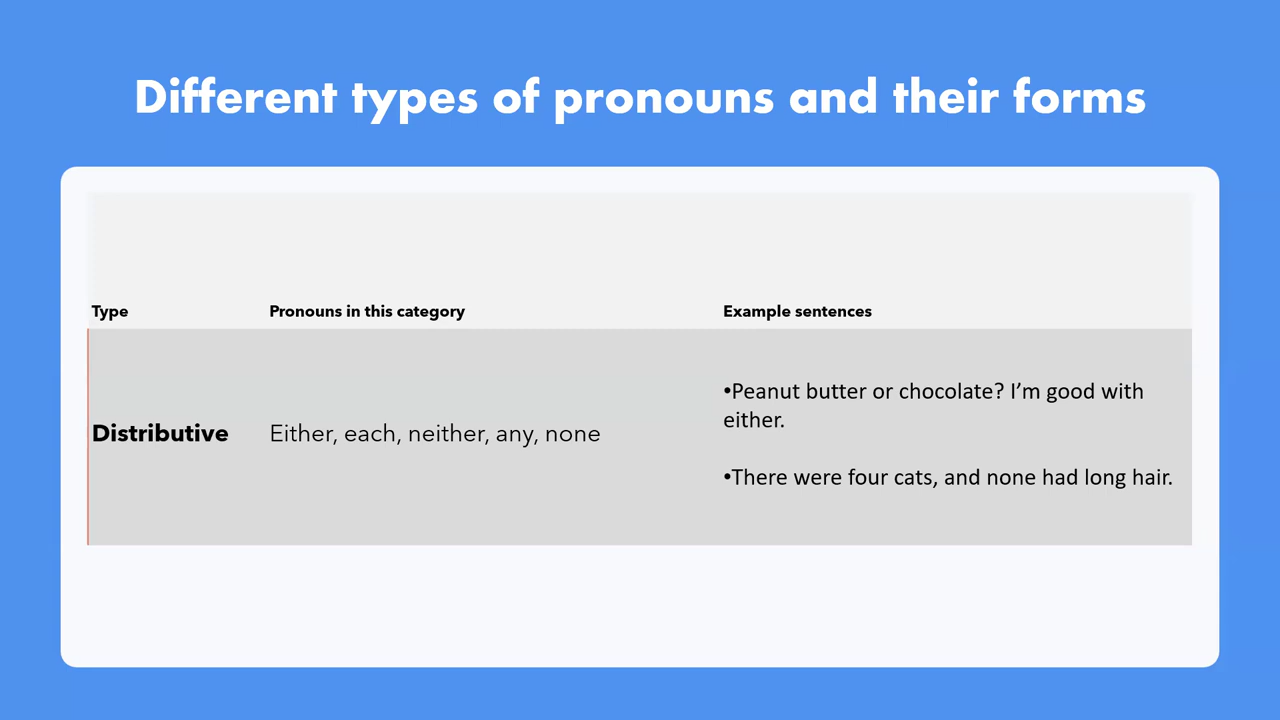 Different types of pronouns and their forms
Type
Pronouns in this category
Example sentences
Distributive
Either, each, neither, any, none
•Peanut butter or chocolate? I’m good with
either.
•There were four cats, and none had long hair.